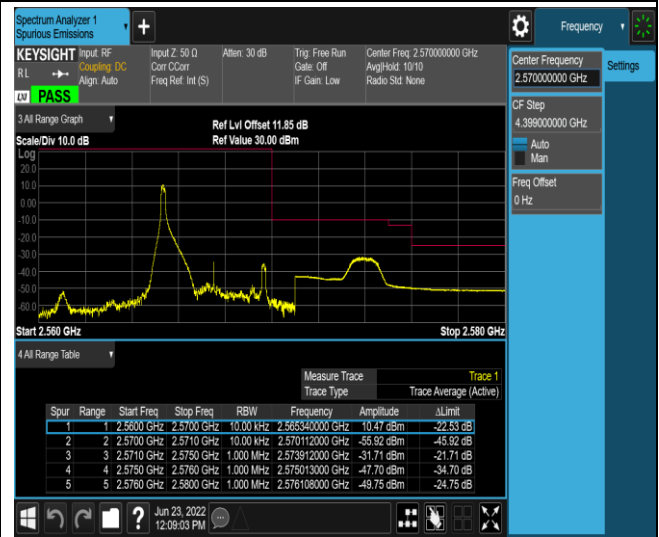 Spectrum Analyzer 1
Spurious Emissions
+
Frequency
KEYSIGHT Input: RF Input Z: 50 Ω Atten: 30 dB Trig: Free Run Center Freq: 2.570000000 GHz
RL Coupling: DC Corr CCorr Gate: Off Avg|Hold: 10/10
Align: Auto Freq Ref: Int (S) IF Gain: Low Radio Std: None
LXI PASS
Center Frequency
2.570000000 GHz
Settings
CF Step
4.399000000 GHz
Auto
Man
Freq Offset
0 Hz
3 All Range Graph
Ref Lvl Offset 11.85 dB
Scale/Div 10.0 dB Ref Value 30.00 dBm
Log
20.0
10.0
0.00
-10.0
-20.0
-30.0
-40.0
-50.0
-60.0
Start 2.560 GHz Stop 2.580 GHz
4 All Range Table
Measure Trace Trace 1
Trace Type Trace Average (Active)
Spur Range Start Freq Stop Freq RBW Frequency Amplitude ΔLimit
1 1 2.5600 GHz 2.5700 GHz 10.00 kHz 2.565340000 GHz 10.47 dBm -22.53 dB
2 2 2.5700 GHz 2.5710 GHz 10.00 kHz 2.570112000 GHz -55.92 dBm -45.92 dB
3 3 2.5710 GHz 2.5750 GHz 1.000 MHz 2.573912000 GHz -31.71 dBm -21.71 dB
4 4 2.5750 GHz 2.5760 GHz 1.000 MHz 2.575013000 GHz -47.70 dBm -34.70 dB
5 5 2.5760 GHz 2.5800 GHz 1.000 MHz 2.576108000 GHz -49.75 dBm -24.75 dB
?
Jun 23, 2022
12:09:03 PM